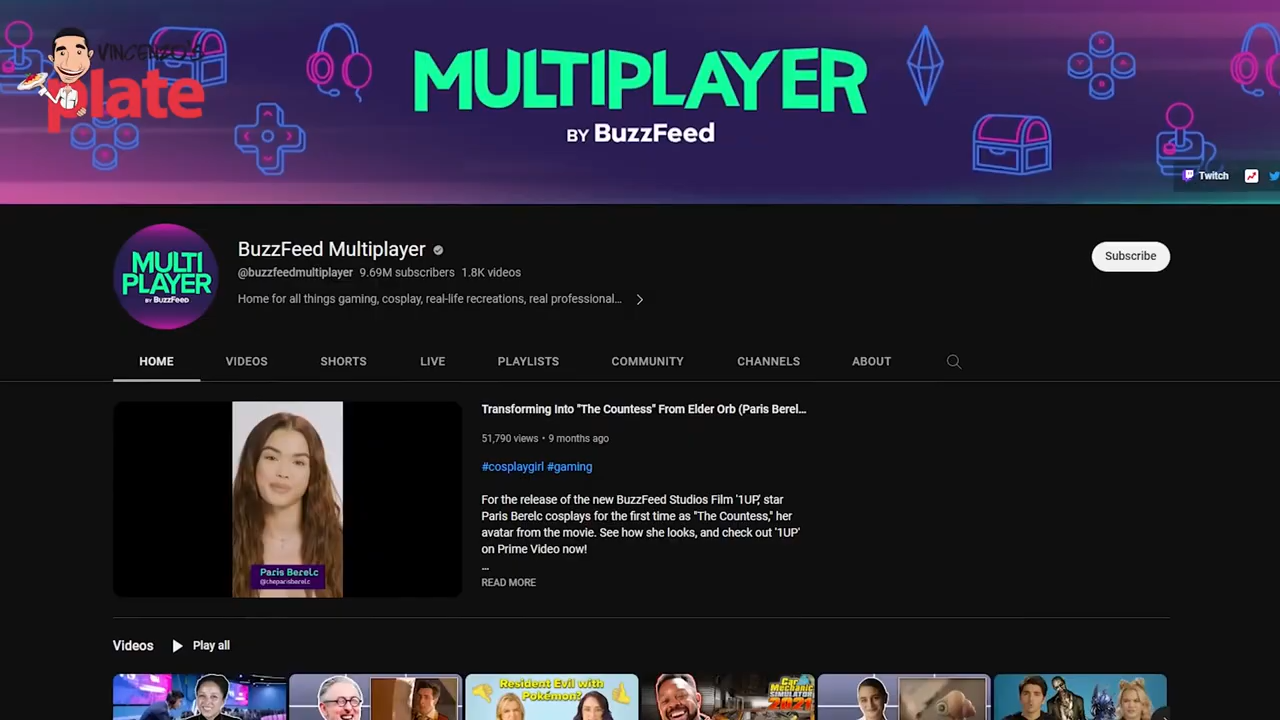 VINCENZO'S
plate
MULTIPLAYER
BY BuzzFeed
Twitch
MULTI
PLAYER
BY BuzzFeed
BuzzFeed Multiplayer
@buzzfeedmultiplayer 9.69M subscribers 1.8K videos
Home for all things gaming, cosplay, real-life recreations, real professional...
Subscribe
HOME VIDEOS SHORTS LIVE PLAYLISTS COMMUNITY CHANNELS ABOUT
Transforming Into "The Countess" From Elder Orb (Paris Berel...
51,790 views • 9 months ago
#cosplaygirl #gaming
For the release of the new BuzzFeed Studios Film '1UP,' star
Paris Berelc cosplays for the first time as "The Countess," her
avatar from the movie. See how she looks, and check out '1UP'
on Prime Video now!
...
READ MORE
Paris Berelc
@theparisberelc
Videos Play all
Resident Evil with
Pokémon?
Car
Mechanic
SIMULATOR
2021